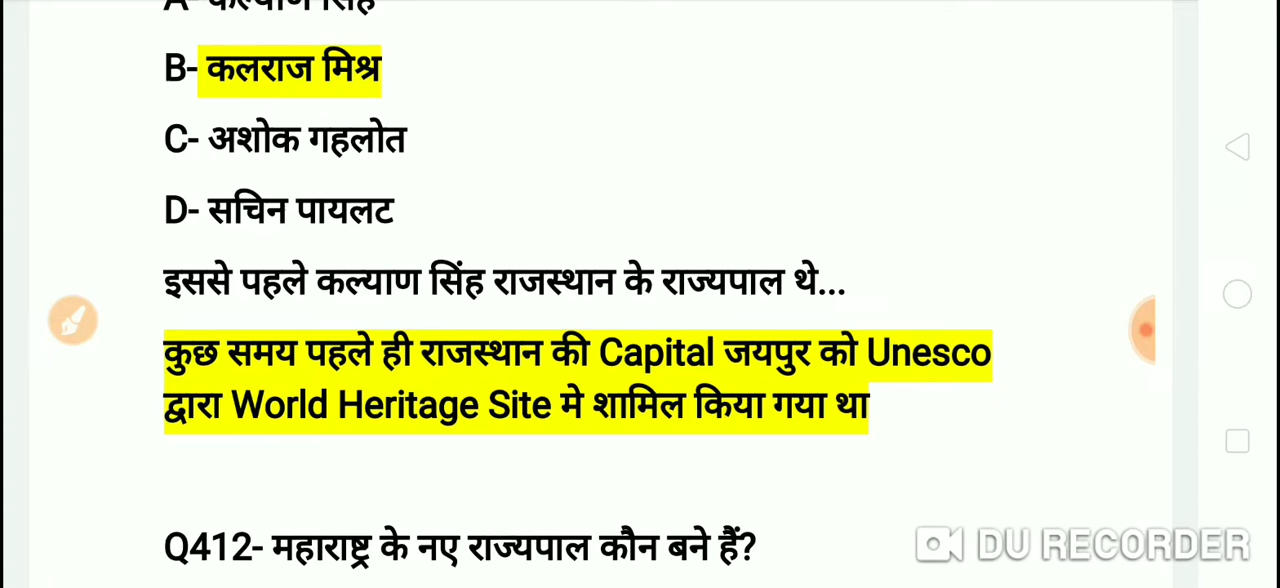 A- कल्याण सिंह
B- कलराज मिश्र
C- अशोक गहलोत
D- सचिन पायलट
इससे पहले कल्याण सिंह राजस्थान के राज्यपाल थे...
कुछ समय पहले ही राजस्थान की Capital जयपुर को Unesco
द्वारा World Heritage Site मे शामिल किया गया था
Q412- महाराष्ट्र के नए राज्यपाल कौन बने हैं?
DU RECORDER